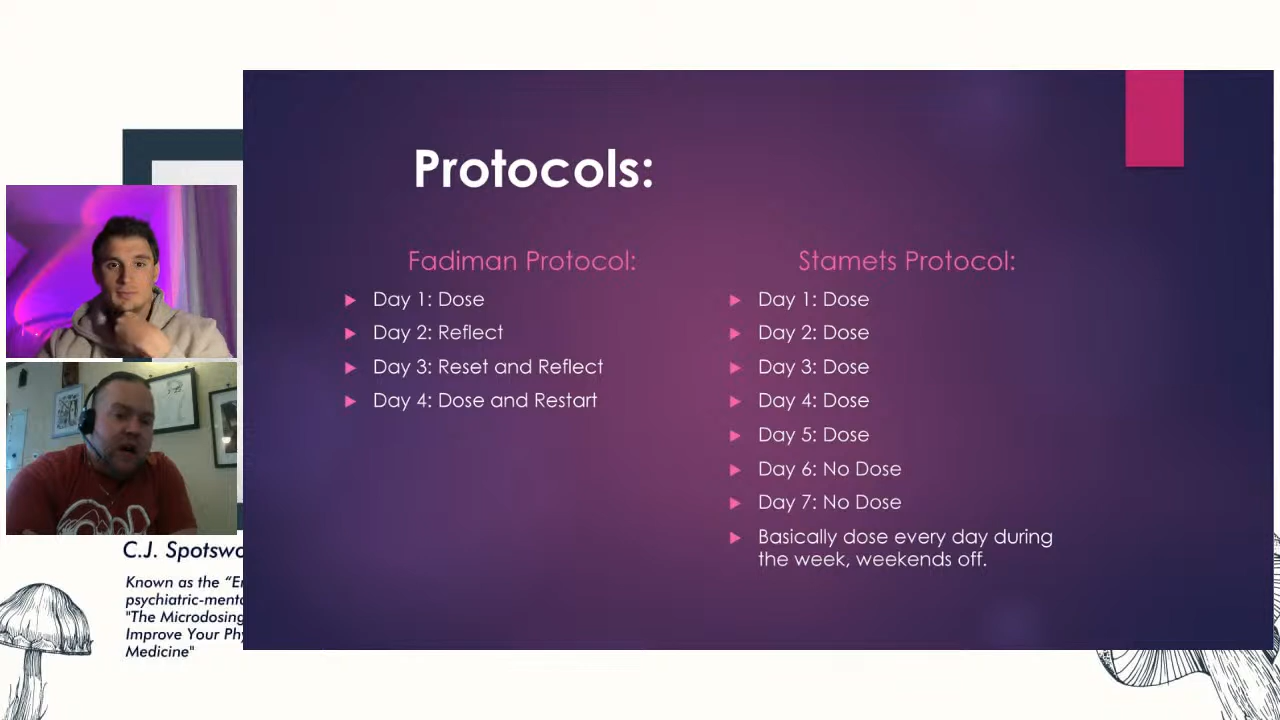 Protocols:
Fadiman Protocol:
Day 1: Dose
Day 2: Reflect
Day 3: Reset and Reflect
Day 4: Dose and Restart
Stamets Protocol:
Day 1: Dose
Day 2: Dose
Day 3: Dose
Day 4: Dose
Day 5: Dose
Day 6: No Dose
Day 7: No Dose
Basically dose every day during
the week, weekends off.
C.J. Spotswo
Known as the “E
psychiatric-ment
"The Microdosing
Improve Your Ph
Medicine"